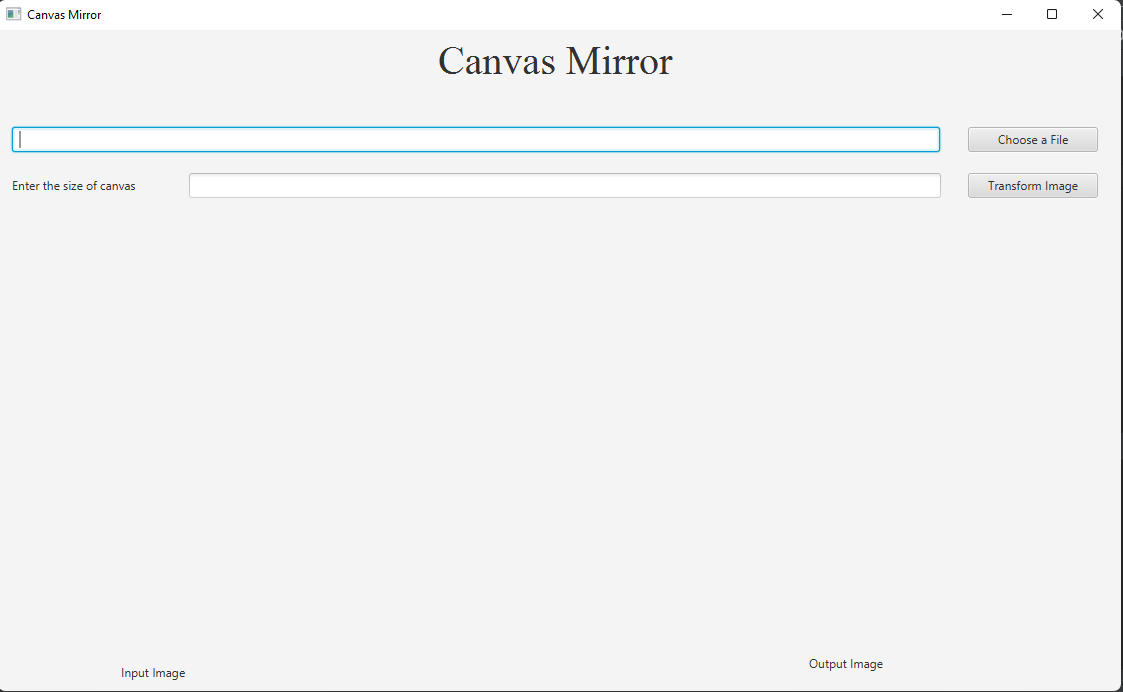 Canvas Mirror
Canvas Mirror
Choose a File
Enter the size of canvas
Transform Image
Input Image
Output Image